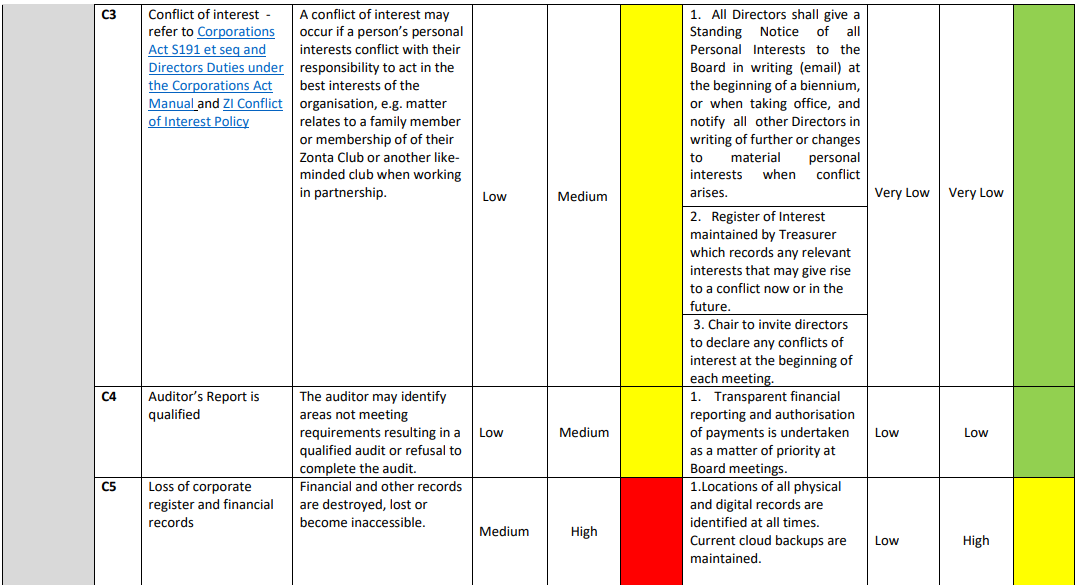 C3
Conflict of interest -
refer to Corporations
Act S191 et seq and
Directors Duties under
the Corporations Act
Manual and ZI Conflict
of Interest Policy
A conflict of interest may
occur if a person's personal
interests conflict with their
responsibility to act in the
best interests of the
organisation, e.g. matter
relates to a family member
or membership of of their
Zonta Club or another like-
minded club when working
in partnership.
Low
Medium
1. All Directors shall give a
Standing Notice of all
Personal Interests to the
Board in writing (email) at
the beginning of a biennium,
or when taking office, and
notify all other Directors in
writing of further or changes
to material personal
interests when conflict
arises.
2. Register of Interest
maintained by Treasurer
which records any relevant
interests that may give rise
to a conflict now or in the
future.
3. Chair to invite directors
to declare any conflicts of
interest at the beginning of
each meeting.
Very Low
Very Low
C4
Auditor's Report is
qualified
The auditor may identify
areas not meeting
requirements resulting in a
qualified audit or refusal to
complete the audit.
Low
Medium
1. Transparent financial
reporting and authorisation
of payments is undertaken
as a matter of priority at
Board meetings.
Low
Low
C5
Loss of corporate
register and financial
records
Financial and other records
are destroyed, lost or
become inaccessible.
Medium
High
1.Locations of all physical
and digital records are
identified at all times.
Current cloud backups are
maintained.
Low
High